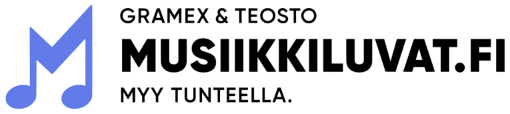 GRAMEX & TEOSTO
MUSIIKKILUVAT.FI
MYY TUNTEELLA.